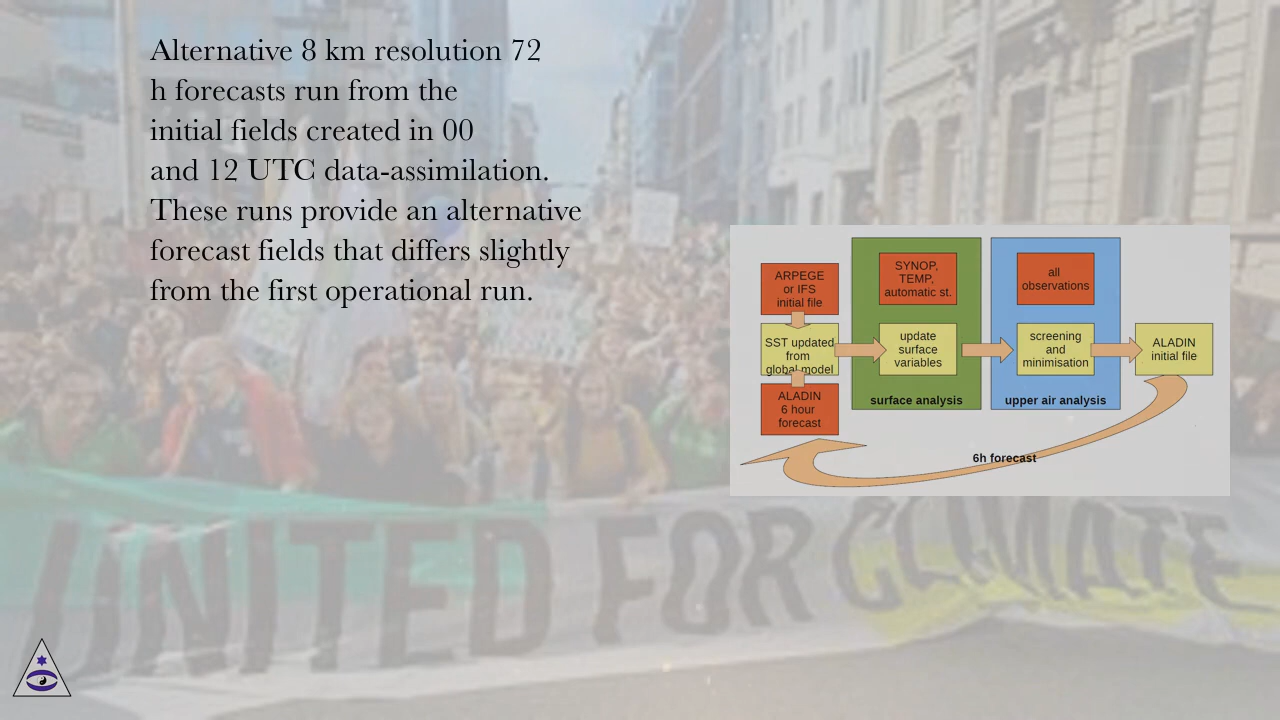 Alternative 8 km resolution 72
h forecasts run from the
initial fields created in 00
and 12 UTC data-assimilation.
These runs provide an alternative
forecast fields that differs slightly
from the first operational run.
ARPEGE
or IFS
initial file
SYNOP,
TEMP,
automatic st.
all
observations
SST updated
from
global model
update
surface
variables
screening
and
minimisation
ALADIN
initial file
ALADIN
6 hour
forecast
surface analysis
upper air analysis
6h forecast
UNITED FOR CLIMATE